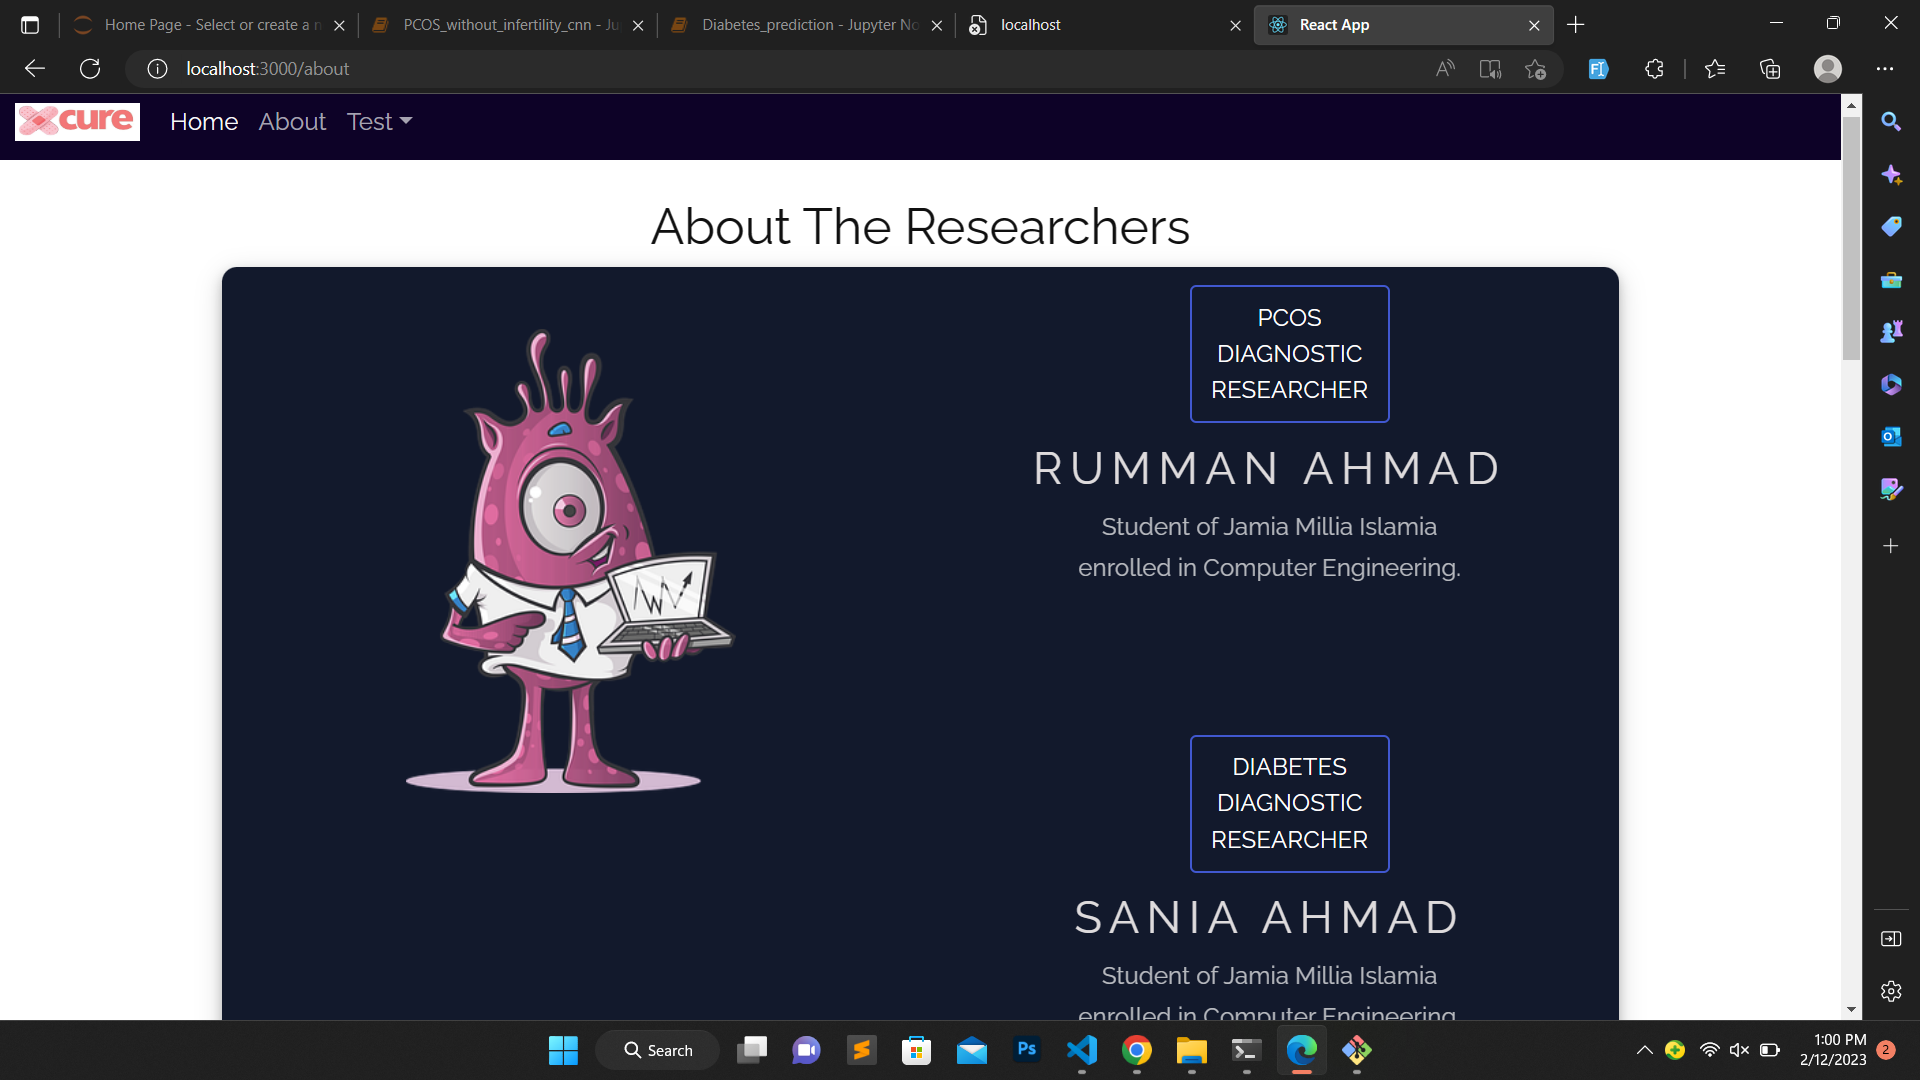 Home Page - Select or create a n
PCOS_without_infertility_cnn - Ju
Diabetes_prediction - Jupyter No
localhost
React App
localhost:3000/about
cure
Home About Test
About The Researchers
PCOS
DIAGNOSTIC
RESEARCHER
RUMMAN AHMAD
Student of Jamia Millia Islamia
enrolled in Computer Engineering.
DIABETES
DIAGNOSTIC
RESEARCHER
SANIA AHMAD
Student of Jamia Millia Islamia
enrolled in Computer Engineering
Search
Ps
1:00 PM
2/12/2023
2